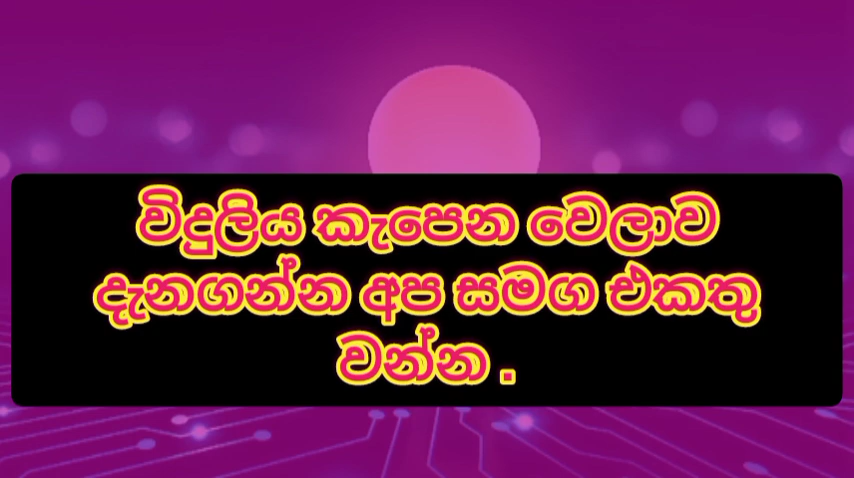 විදුලිය කැපෙන වෙලාව
දැනගන්න අප සමග එකතු
වන්න .